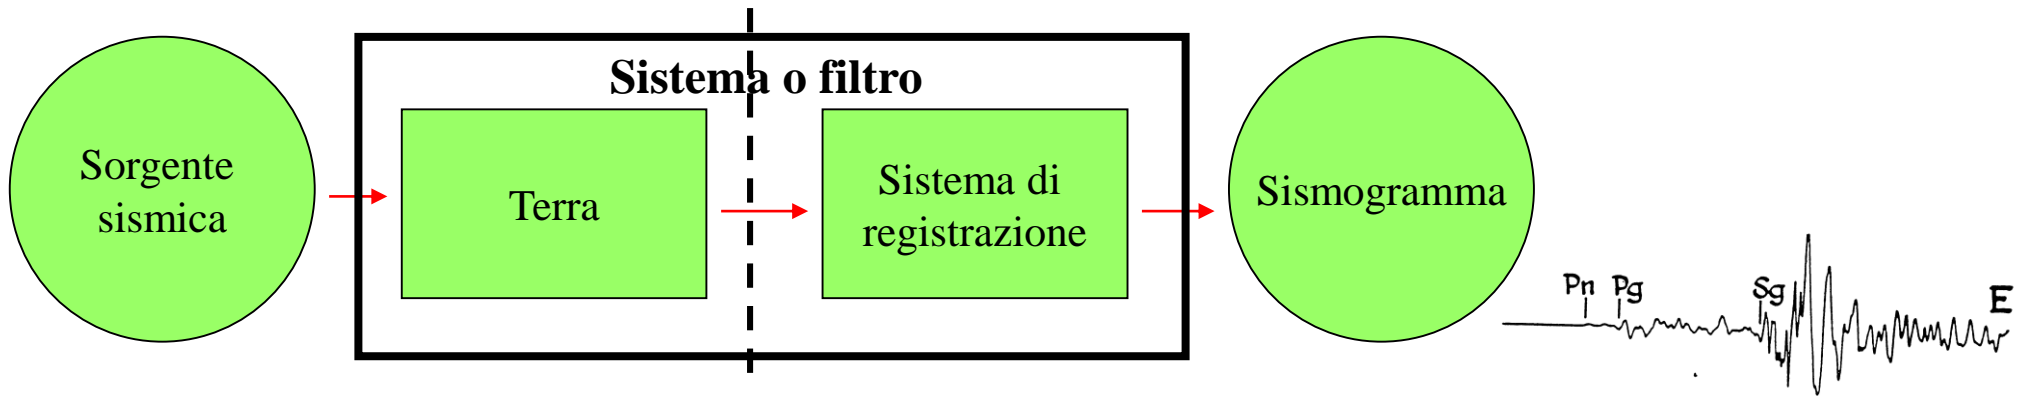 Sistema o filtro
Sorgente
sismica
Terra
Sistema di
registrazione
Sismogramma
Pn Pg Sg E